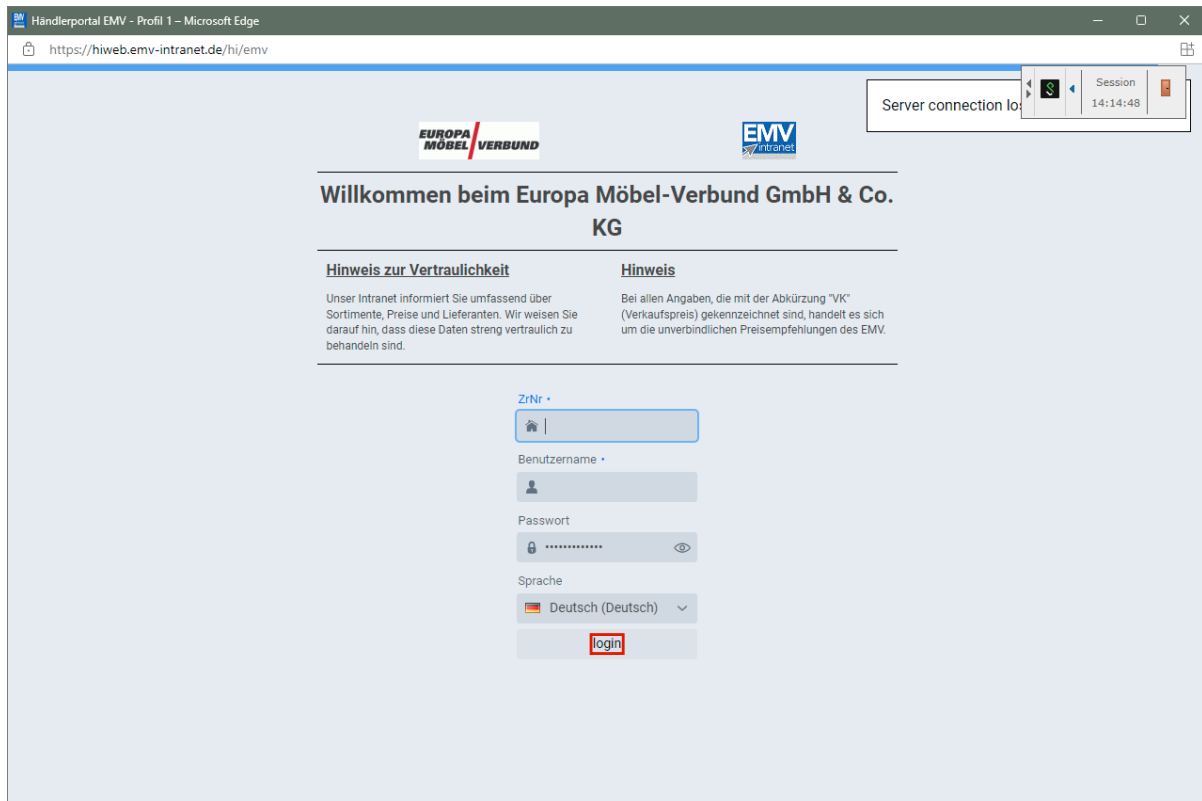 Händlerportal EMV - Profil 1 – Microsoft Edge
https://hiweb.emv-intranet.de/hi/emv
Session
14:14:48
Server connection
EUROPA
MÖBEL VERBUND
EMV
intranet
Willkommen beim Europa Möbel-Verbund GmbH & Co.
KG
Hinweis zur Vertraulichkeit
Unser Intranet informiert Sie umfassend über
Sortimente, Preise und Lieferanten. Wir weisen Sie
darauf hin, dass diese Daten streng vertraulich zu
behandeln sind.
Hinweis
Bei allen Angaben, die mit der Abkürzung "VK"
(Verkaufspreis) gekennzeichnet sind, handelt es sich
um die unverbindlichen Preisempfehlungen des EMV.
ZrNr •
Benutzername •
Passwort
•••••••••••••
Sprache
Deutsch (Deutsch)
login